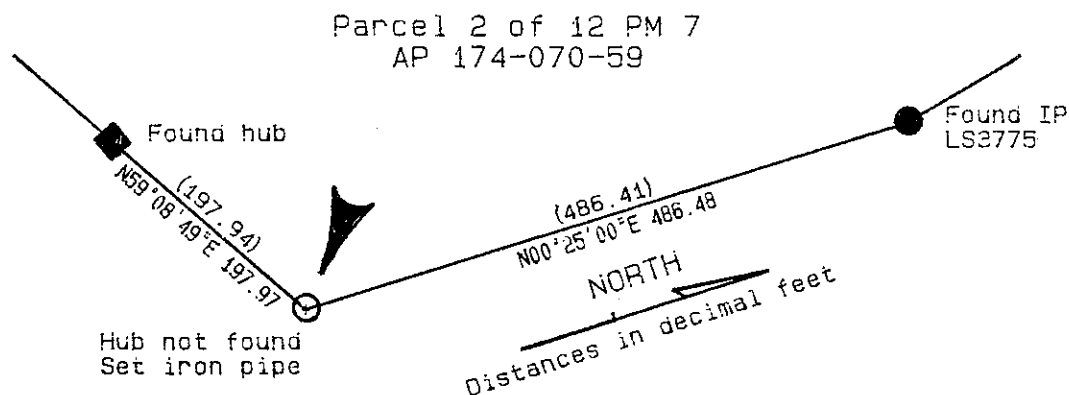 Parcel 2 of 12 PM 7
AP 174-070-59
Found hub
Found IP
LS3775
(197.94)
N59°08'49"E 197.97
(486.41)
N00°25'00"E 486.48
NORTH
Distances in decimal feet
Hub not found
Set iron pipe